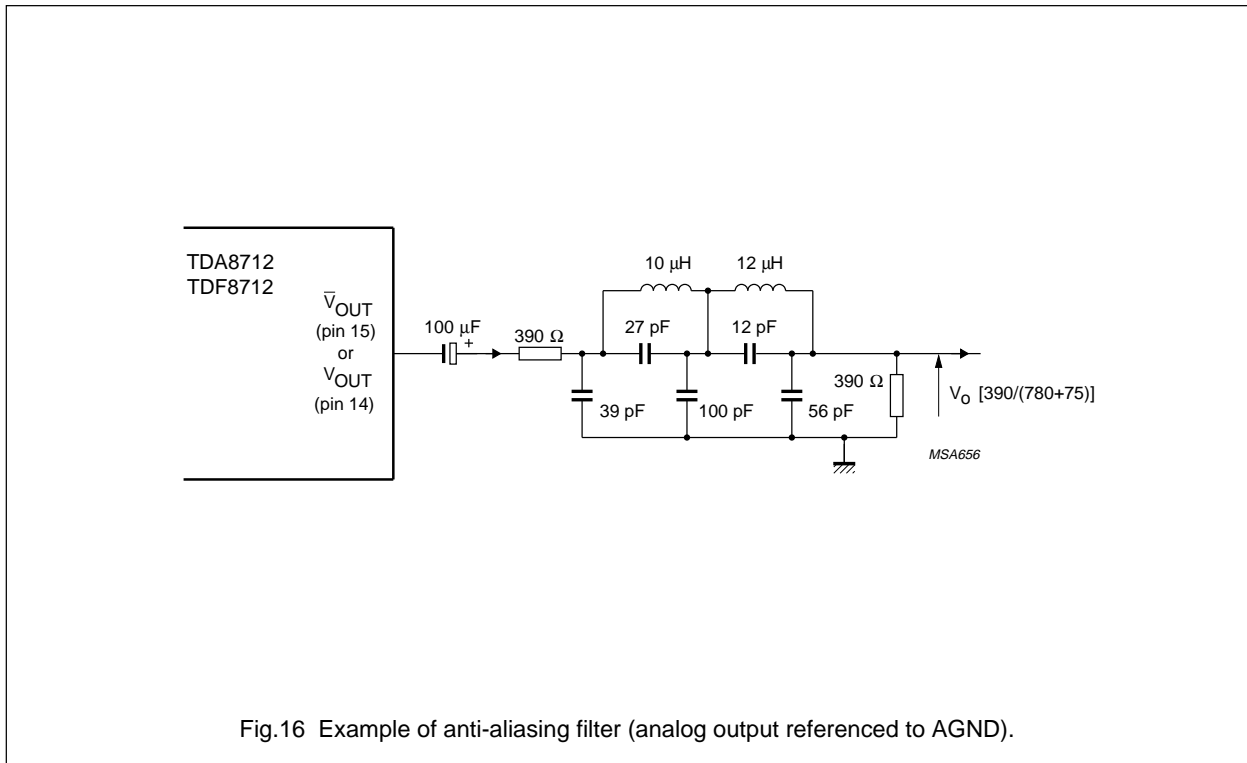 TDA8712
TDF8712
V̅OUT
(pin 15)
or
VOUT
(pin 14)
100 µF
+
390 Ω
10 µH
12 µH
27 pF
12 pF
39 pF
100 pF
56 pF
390 Ω
Vo [390/(780+75)]
MSA656
Fig.16 Example of anti-aliasing filter (analog output referenced to AGND).